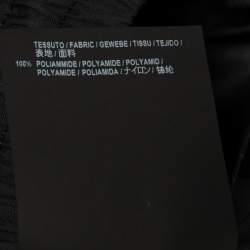 TESSUTO / FABRIC / GEWEBE / TISSU / TEJIDO /
表地 / 面料
100% POLIAMMIDE / POLYAMIDE / POLYAMID /
POLYAMIDE / POLIAMIDA / ナイロン / 锦纶